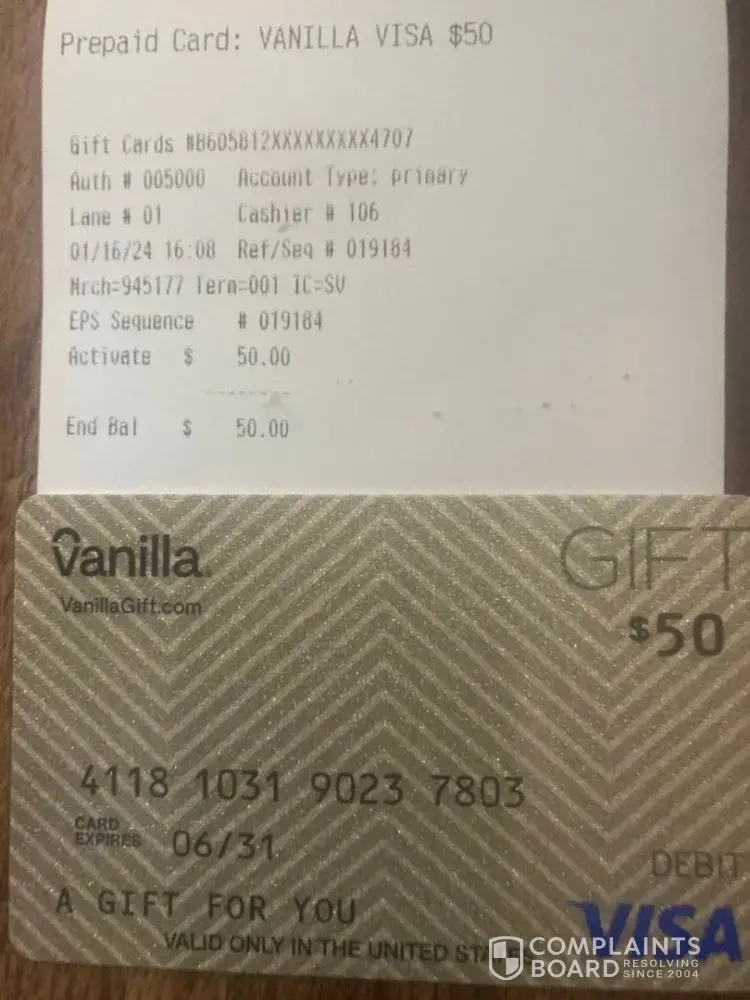 Prepaid Card: VANILLA VISA $50
Gift Cards #B605812XXXXXXXXX4707
Auth # 005000 Account Type: primary
Lane # 01 Cashier # 106
01/16/24 16:08 Ref/Seq # 019184
Mrch=945177 Term=001 IC=SV
EPS Sequence # 019184
Activate $ 50.00
End Bal $ 50.00
Vanilla.
VanillaGift.com
GIFT
$50
4118 1031 9023 7803
CARD
EXPIRES 06/31
DEBIT
A GIFT FOR YOU
VISA
VALID ONLY IN THE UNITED
COMPLAINTS
BOARD RESOLVING
SINCE 2004